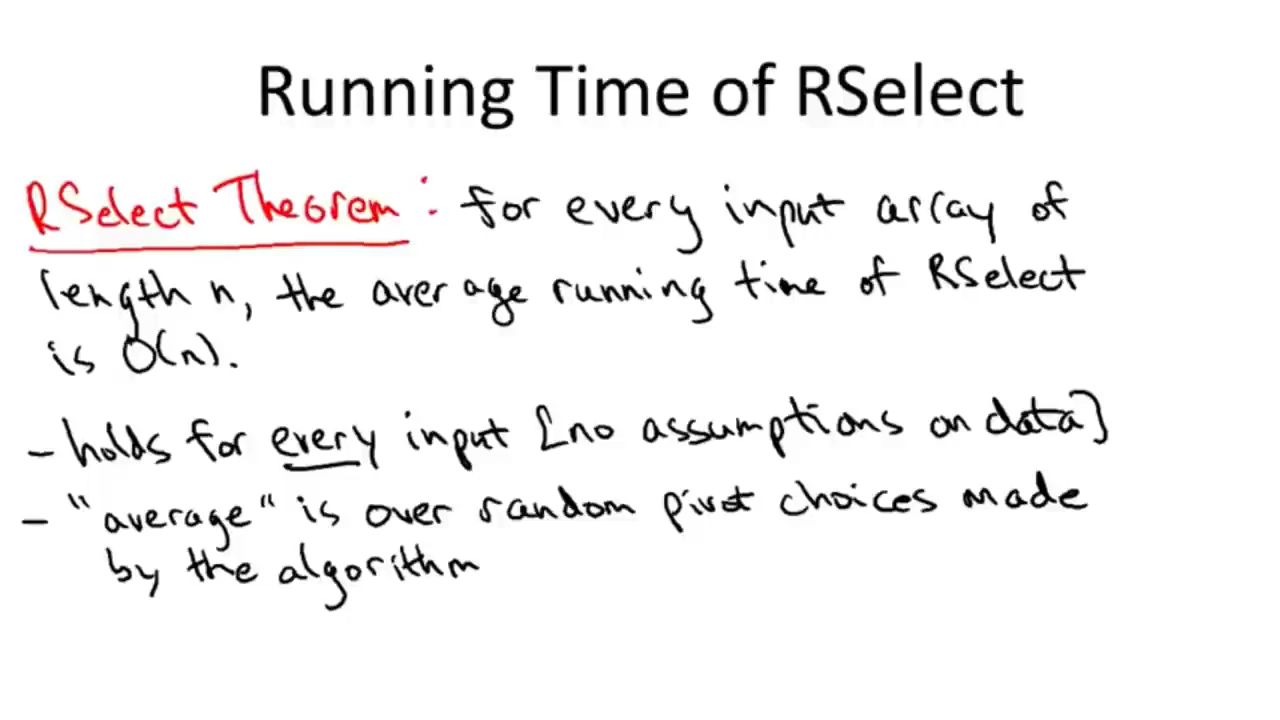 Running Time of RSelect
RSelect Theorem: for every input array of
length n, the average running time of RSelect
is O(n).
- holds for every input [no assumptions on data]
- "average" is over random pivot choices made
by the algorithm